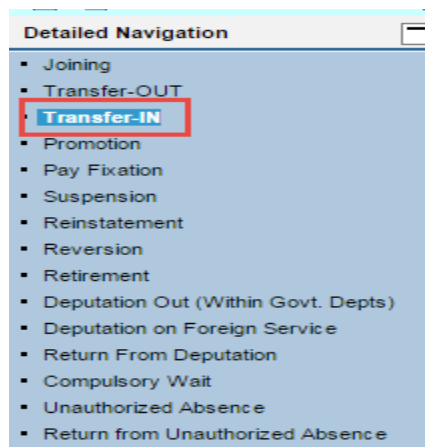 Detailed Navigation
Joining
Transfer-OUT
Transfer-IN
Promotion
Pay Fixation
Suspension
Reinstatement
Reversion
Retirement
Deputation Out (Within Govt. Depts)
Deputation on Foreign Service
Return From Deputation
Compulsory Wait
Unauthorized Absence
Return from Unauthorized Absence